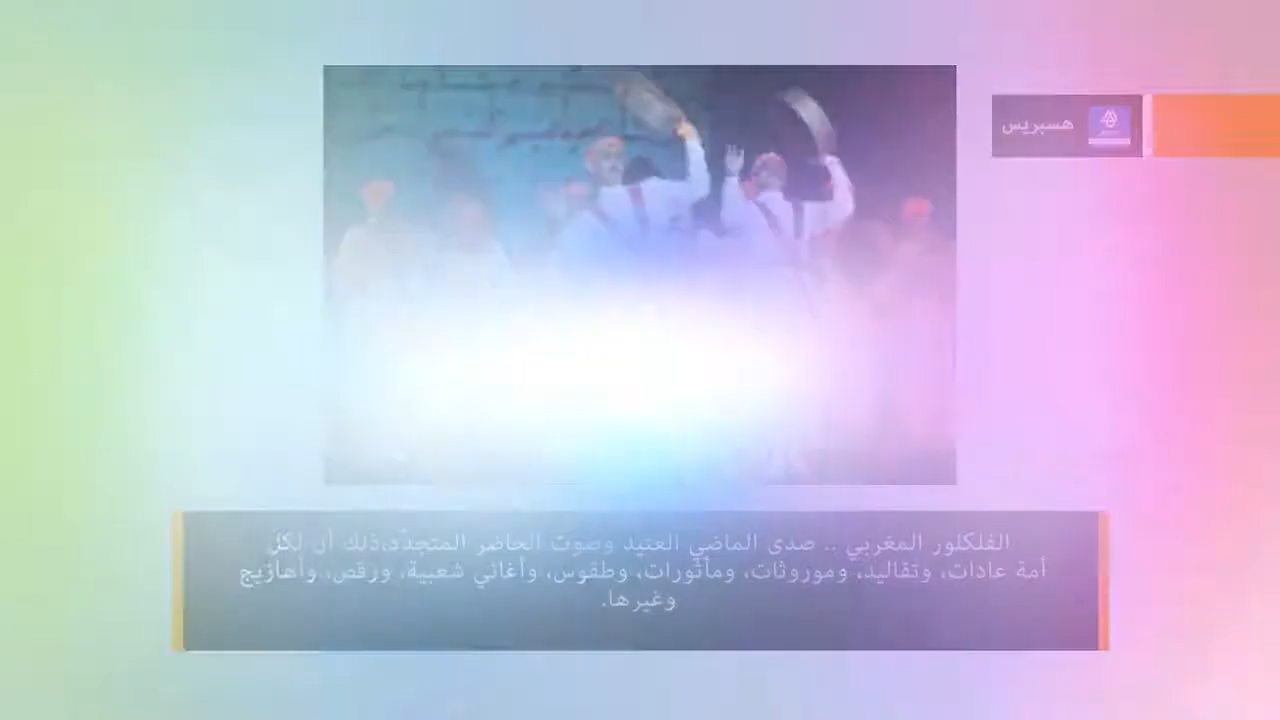 هسبريس
الفلكلور المغربي .. صدى الماضي العتيد وصوت الحاضر المتجدّد،ذلك أن لكل
أمة عادات، وتقاليد، وموروثات، ومأثورات، وطقوس، وأغاني شعبية، ورقص، وأهازيج
وغيرها.